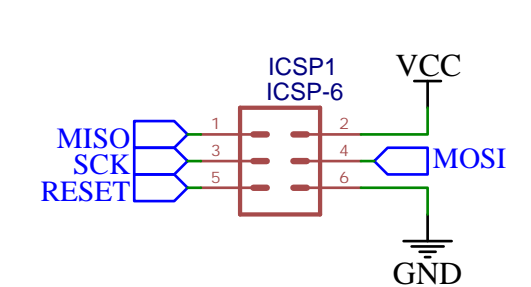 ICSP1
ICSP-6
VCC
MISO 1 2
SCK 3 4 MOSI
RESET 5 6
GND